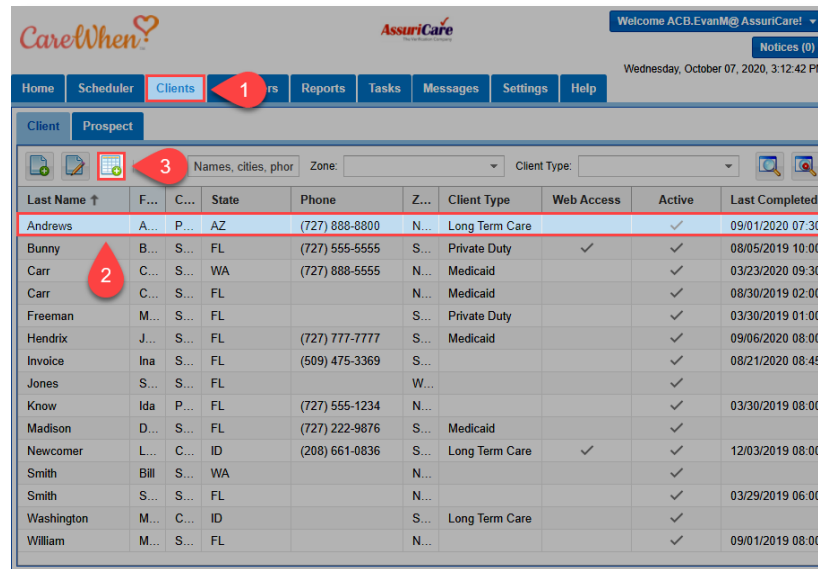 CareWhen?
AssuriCare
Welcome ACB.EvanM@ AssuriCare!
Notices (0)
Wednesday, October 07, 2020, 3:12:42 PM
Home Scheduler Clients 1 rs Reports Tasks Messages Settings Help
Client Prospect
3 Names, cities, phor Zone: Client Type:
Last Name F... C... State Phone Z... Client Type Web Access Active Last Completed
Andrews A... P... AZ (727) 888-8800 N... Long Term Care 09/01/2020 07:30
Bunny B... S... FL (727) 555-5555 S... Private Duty 08/05/2019 10:00
2
Carr C... S... WA (727) 888-5555 N... Medicaid 03/23/2020 09:30
Carr C... S... FL N... Medicaid 08/30/2019 02:00
Freeman M... S... FL S... Private Duty 03/30/2019 01:00
Hendrix J... S... FL (727) 777-7777 S... Medicaid 09/06/2020 08:00
Invoice Ina S... FL (509) 475-3369 S... 08/21/2020 08:45
Jones S... S... FL W...
Know Ida P... FL (727) 555-1234 N... 03/30/2019 08:00
Madison D... S... FL (727) 222-9876 S... Medicaid
Newcomer L... C... ID (208) 661-0836 S... Long Term Care 12/03/2019 08:00
Smith Bill S... WA N...
Smith S... S... FL N... 03/29/2019 06:00
Washington M... C... ID S... Long Term Care
William M... S... FL N... 09/01/2019 08:00